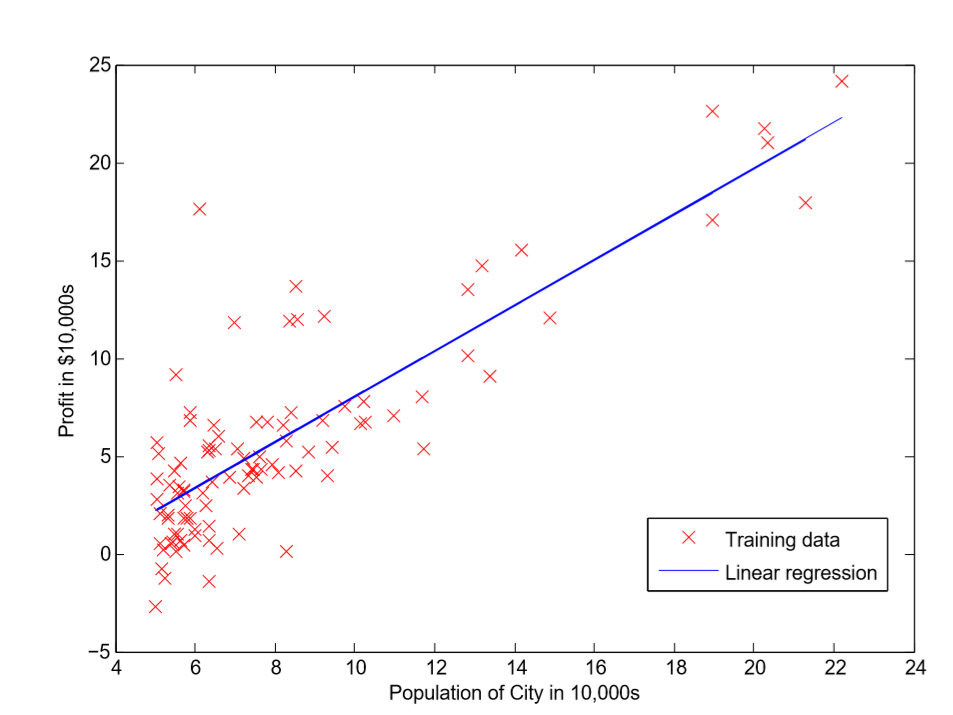 25
20
15
10
5
0
−5
4 6 8 10 12 14 16 18 20 22 24
Profit in $10,000s
Population of City in 10,000s
Training data
Linear regression